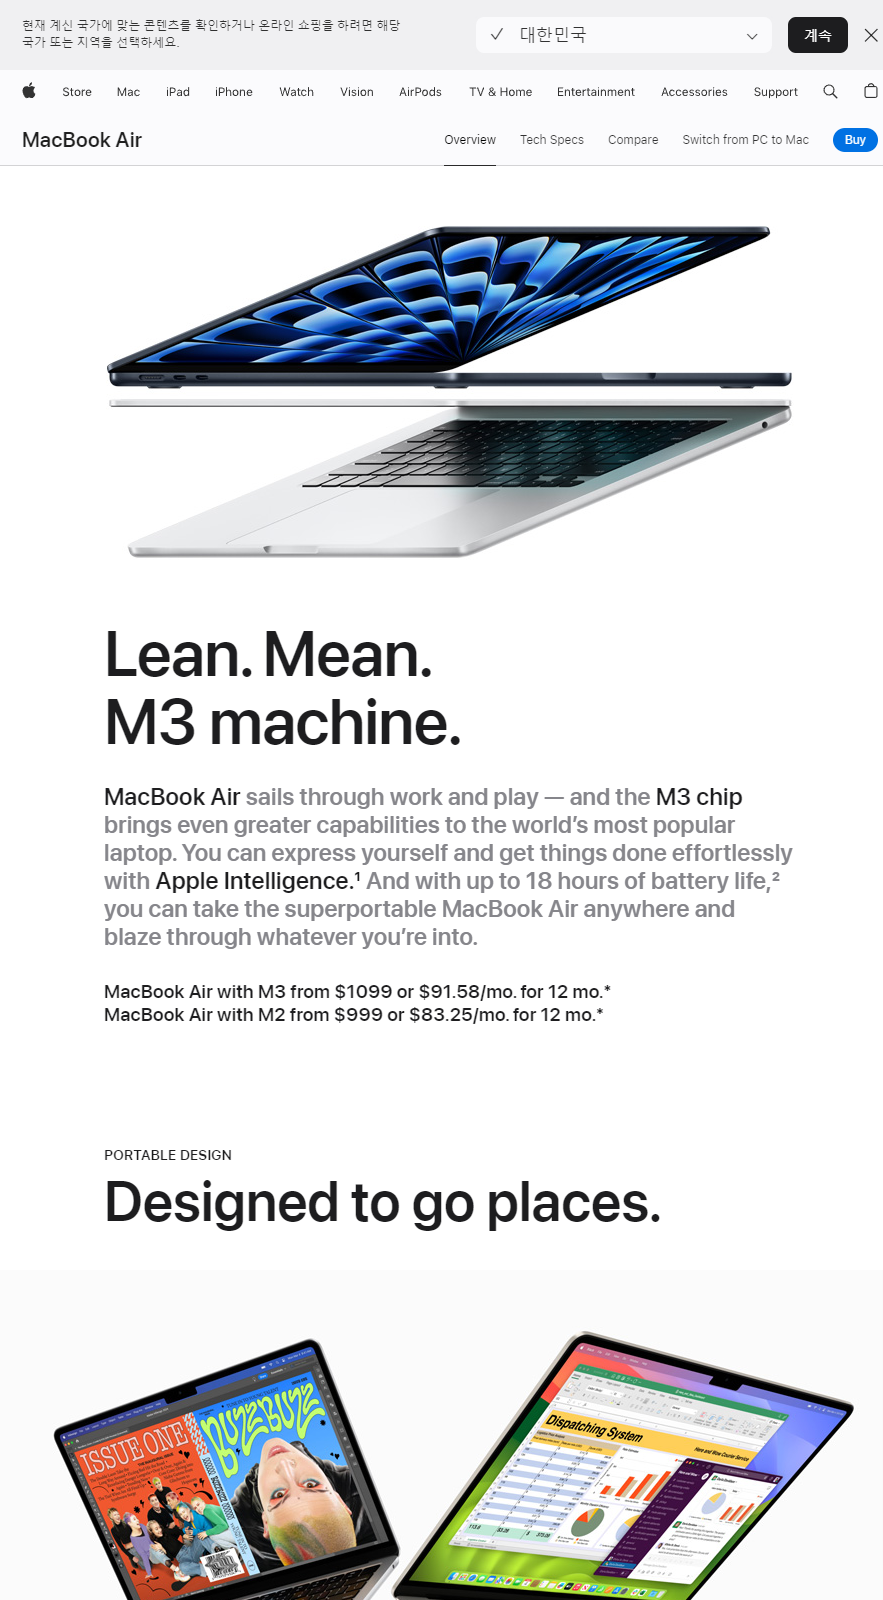 현재 계신 국가에 맞는 콘텐츠를 확인하거나 온라인 쇼핑을 하려면 해당
국가 또는 지역을 선택하세요.
대한민국
계속
Store Mac iPad iPhone Watch Vision AirPods TV & Home Entertainment Accessories Support
MacBook Air
Overview Tech Specs Compare Switch from PC to Mac Buy
Lean. Mean.
M3 machine.
MacBook Air sails through work and play — and the M3 chip
brings even greater capabilities to the world’s most popular
laptop. You can express yourself and get things done effortlessly
with Apple Intelligence.¹ And with up to 18 hours of battery life,²
you can take the superportable MacBook Air anywhere and
blaze through whatever you’re into.
MacBook Air with M3 from $1099 or $91.58/mo. for 12 mo.*
MacBook Air with M2 from $999 or $83.25/mo. for 12 mo.*
PORTABLE DESIGN
Designed to go places.
ISSUE ONE
BUZZBUZZ
Dispatching System
Here and Wow Courier Service